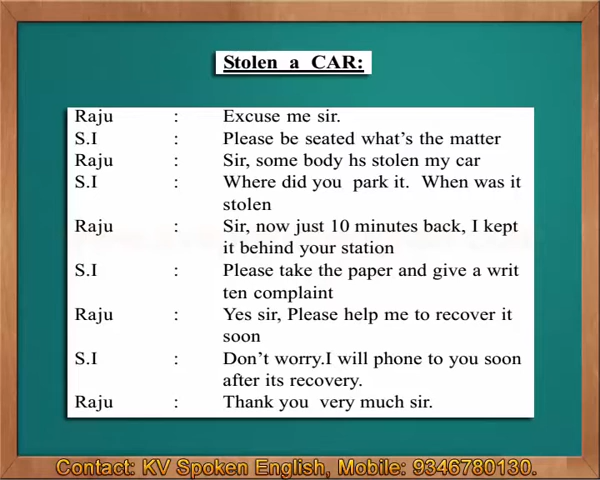 Stolen a CAR:
Raju : Excuse me sir.
S.I : Please be seated what's the matter
Raju : Sir, some body hs stolen my car
S.I : Where did you park it. When was it
stolen
Raju : Sir, now just 10 minutes back, I kept
it behind your station
S.I : Please take the paper and give a writ
ten complaint
Raju : Yes sir, Please help me to recover it
soon
S.I : Don't worry.I will phone to you soon
after its recovery.
Raju : Thank you very much sir.
Contact: KV Spoken English, Mobile: 9346780130.